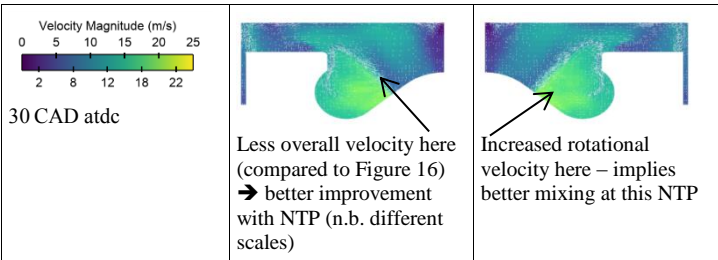 Velocity Magnitude (m/s)
0 5 10 15 20 25
2 8 12 18 22
30 CAD atdc
Less overall velocity here
(compared to Figure 16)
➔ better improvement
with NTP (n.b. different
scales)
Increased rotational
velocity here – implies
better mixing at this NTP